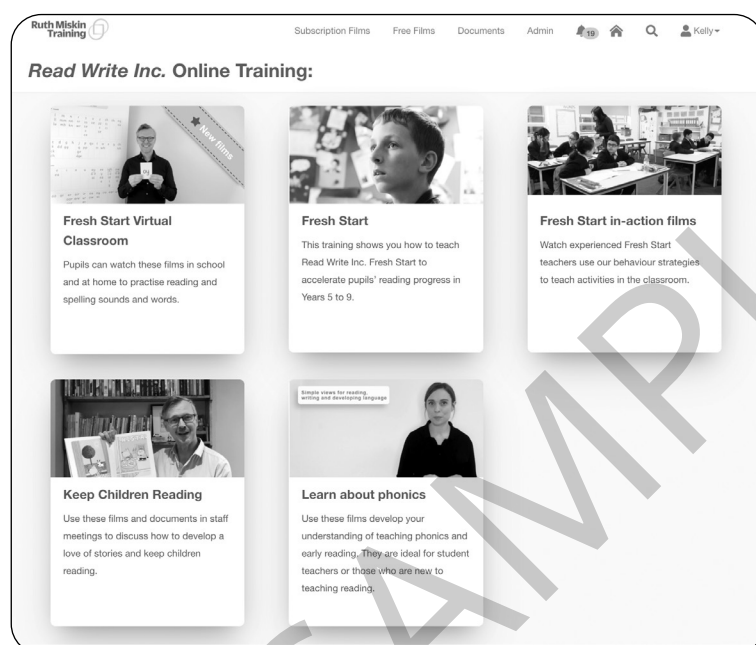 Ruth Miskin
Training
Subscription Films Free Films Documents Admin 19 Kelly
Read Write Inc. Online Training:
New films
Fresh Start Virtual
Classroom
Pupils can watch these films in school
and at home to practise reading and
spelling sounds and words.
Fresh Start
This training shows you how to teach
Read Write Inc. Fresh Start to
accelerate pupils' reading progress in
Years 5 to 9.
Fresh Start in-action films
Watch experienced Fresh Start
teachers use our behaviour strategies
to teach activities in the classroom.
Keep Children Reading
Use these films and documents in staff
meetings to discuss how to develop a
love of stories and keep children
reading.
Simple views for reading,
writing and developing language
Learn about phonics
Use these films develop your
understanding of teaching phonics and
early reading. They are ideal for student
teachers or those who are new to
teaching reading.